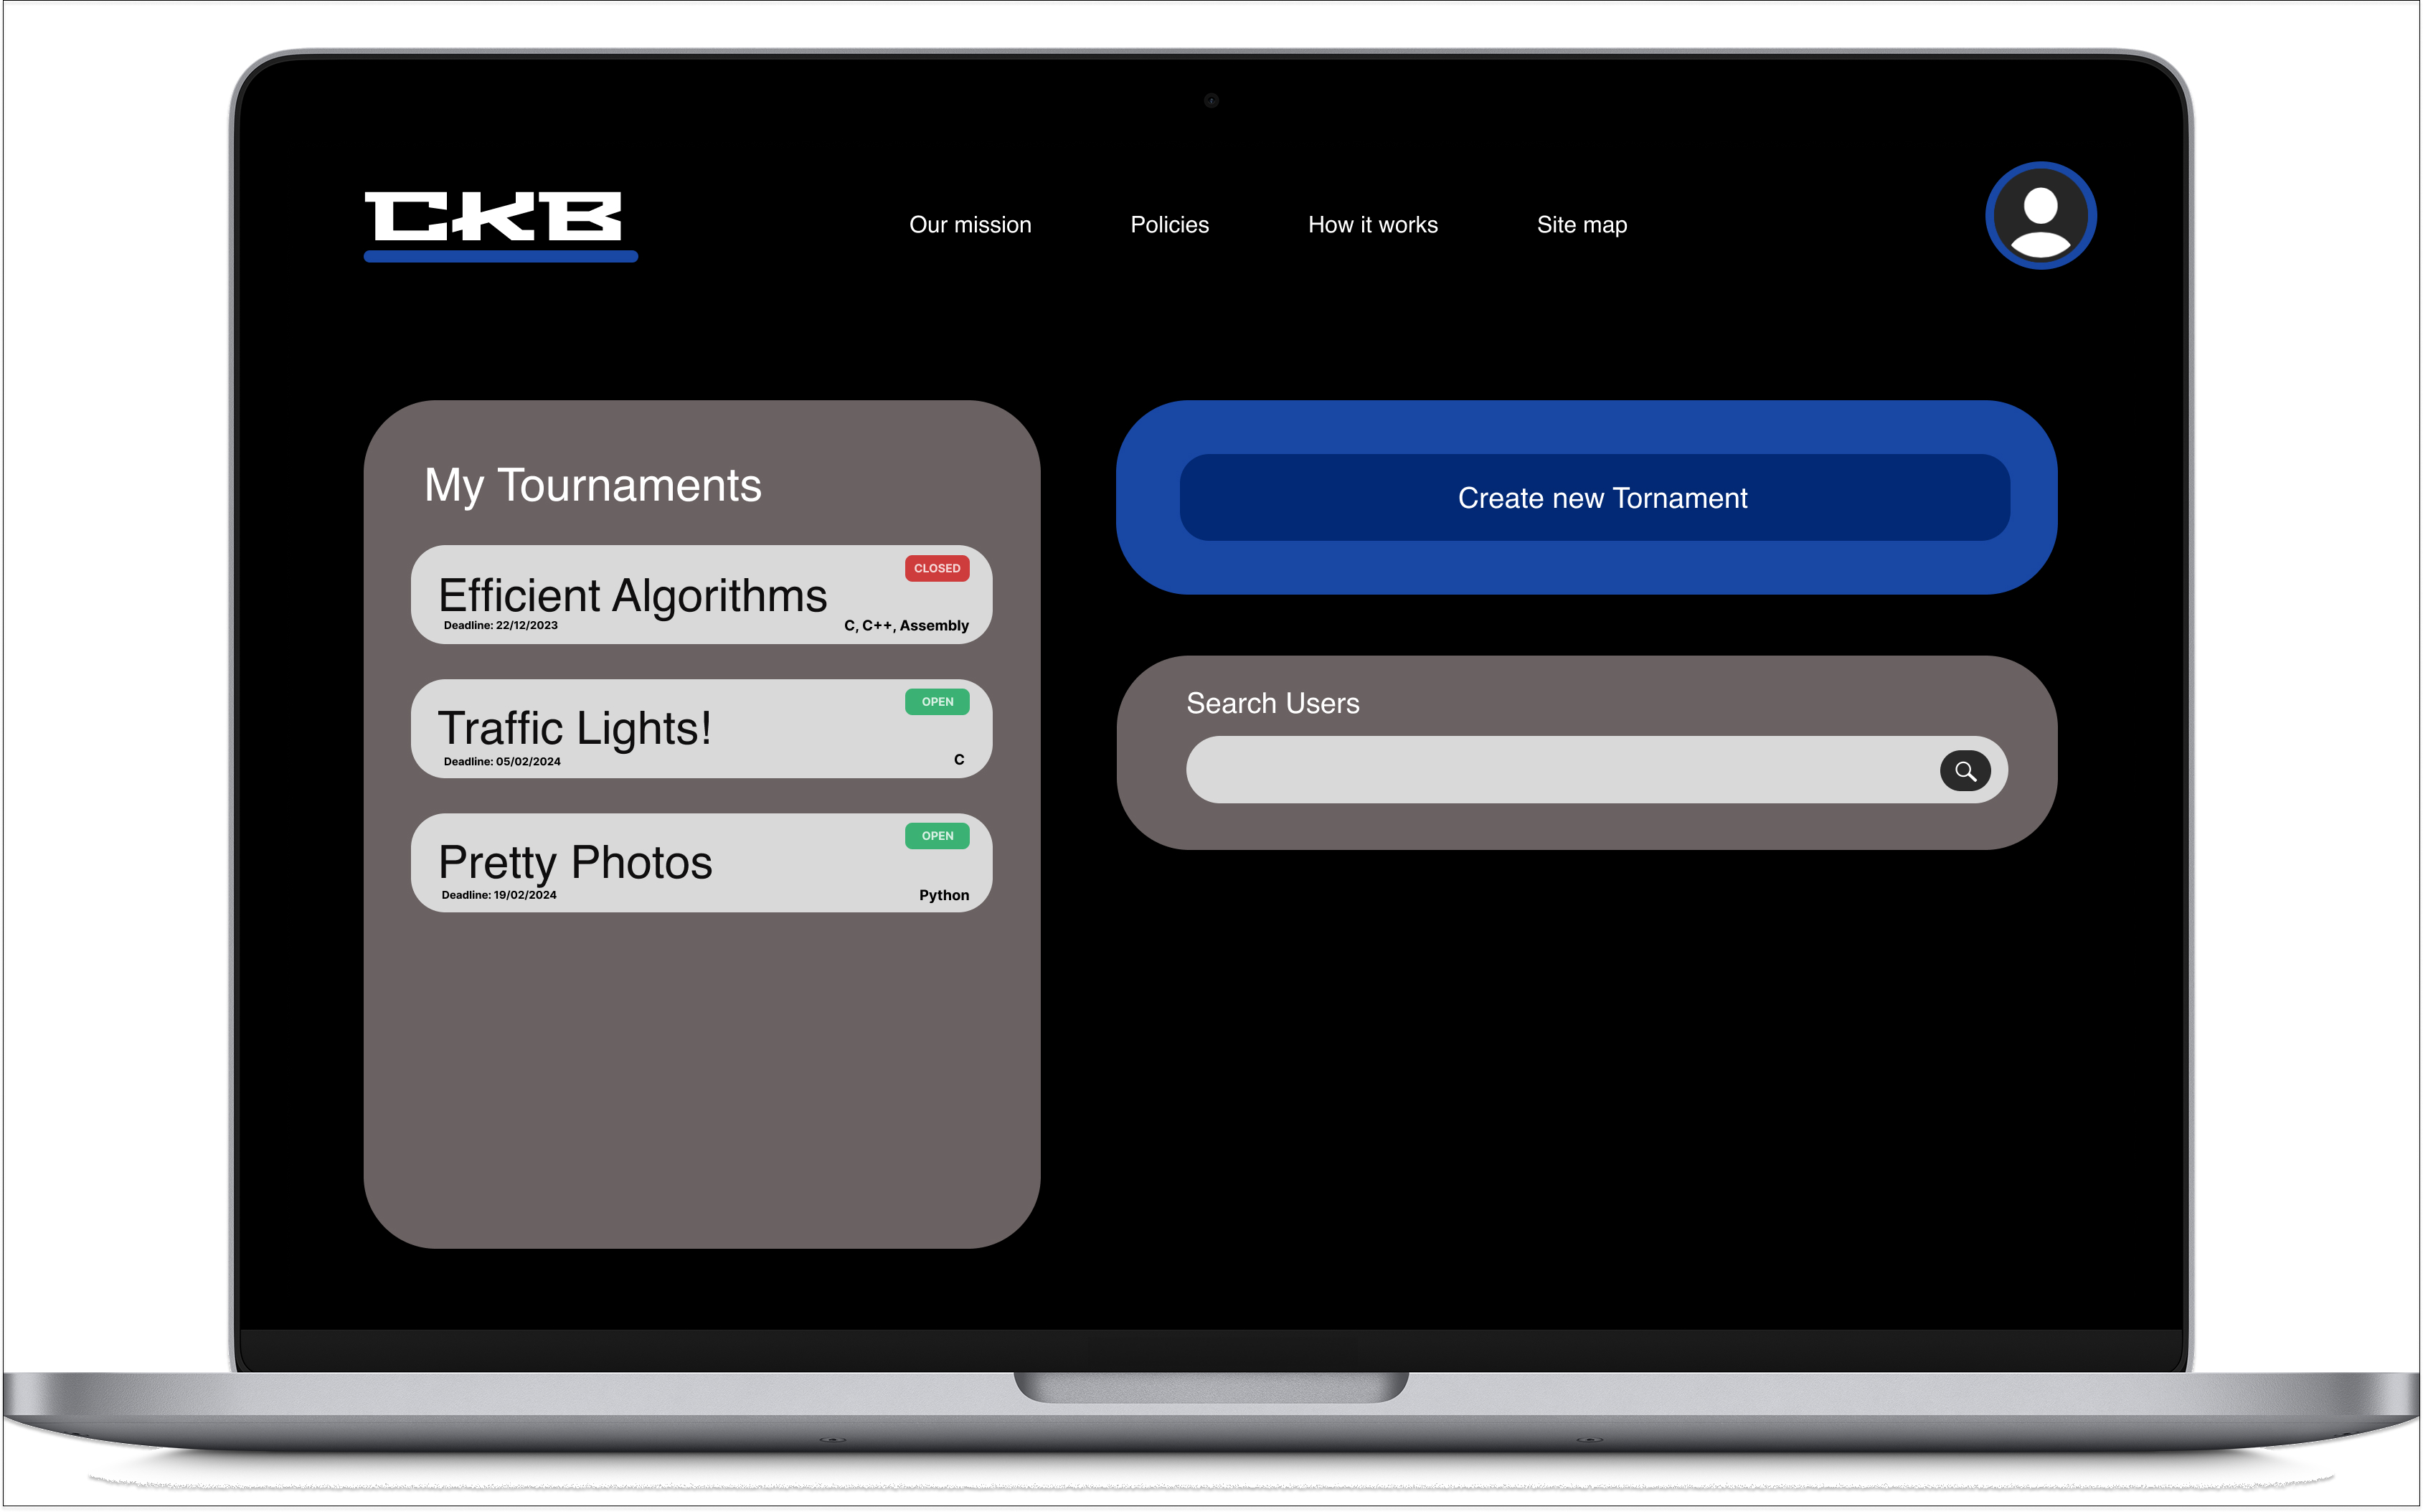 CKB
Our mission
Policies
How it works
Site map
My Tournaments
CLOSED
Efficient Algorithms
Deadline: 22/12/2023
C, C++, Assembly
OPEN
Traffic Lights!
Deadline: 05/02/2024
C
OPEN
Pretty Photos
Deadline: 19/02/2024
Python
Create new Tornament
Search Users